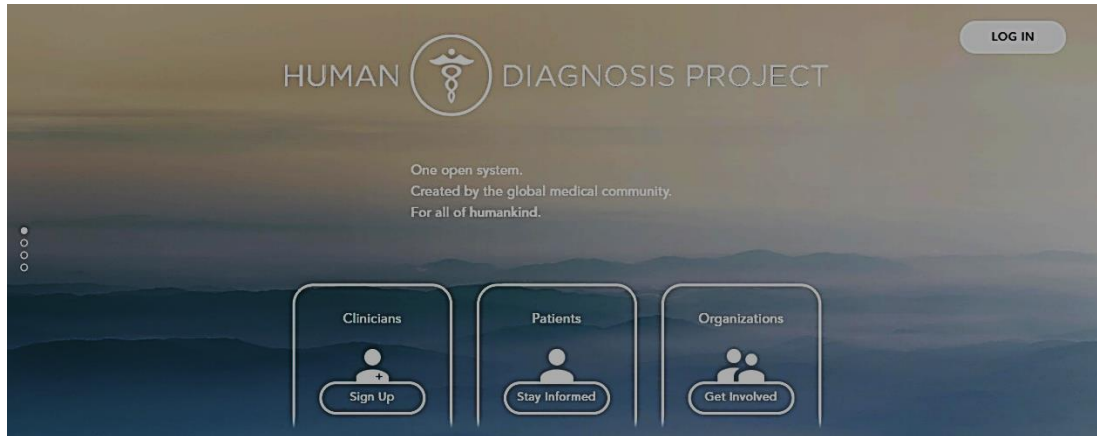 LOG IN
HUMAN DIAGNOSIS PROJECT
One open system.
Created by the global medical community.
For all of humankind.
Clinicians
Sign Up
Patients
Stay Informed
Organizations
Get Involved